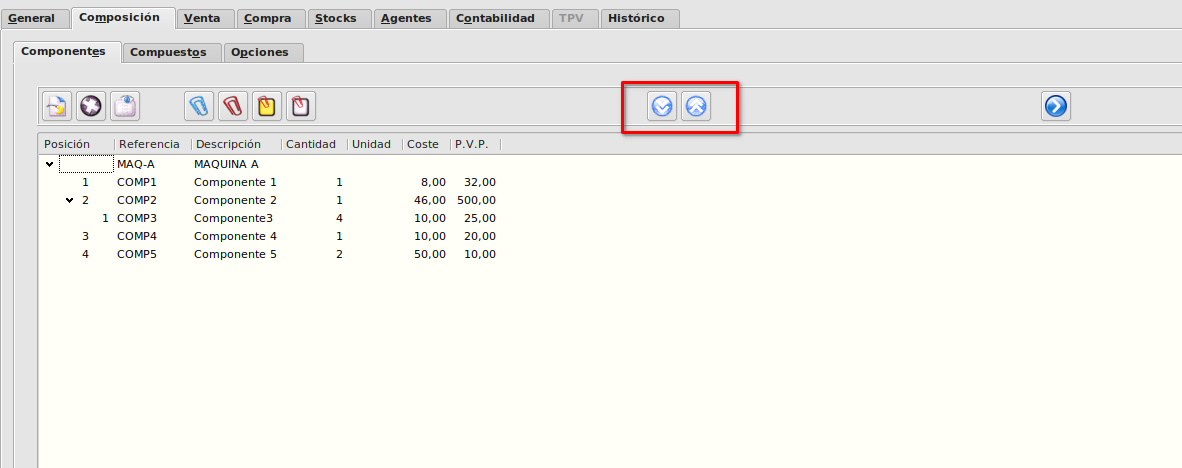 General Composición Venta Compra Stocks Agentes Contabilidad TPV Histórico
Componentes Compuestos Opciones
Posición Referencia Descripción Cantidad Unidad Coste P.V.P.
MAQ-A MAQUINA A
1 COMP1 Componente 1 1 8,00 32,00
2 COMP2 Componente 2 1 46,00 500,00
1 COMP3 Componente3 4 10,00 25,00
3 COMP4 Componente 4 1 10,00 20,00
4 COMP5 Componente 5 2 50,00 10,00